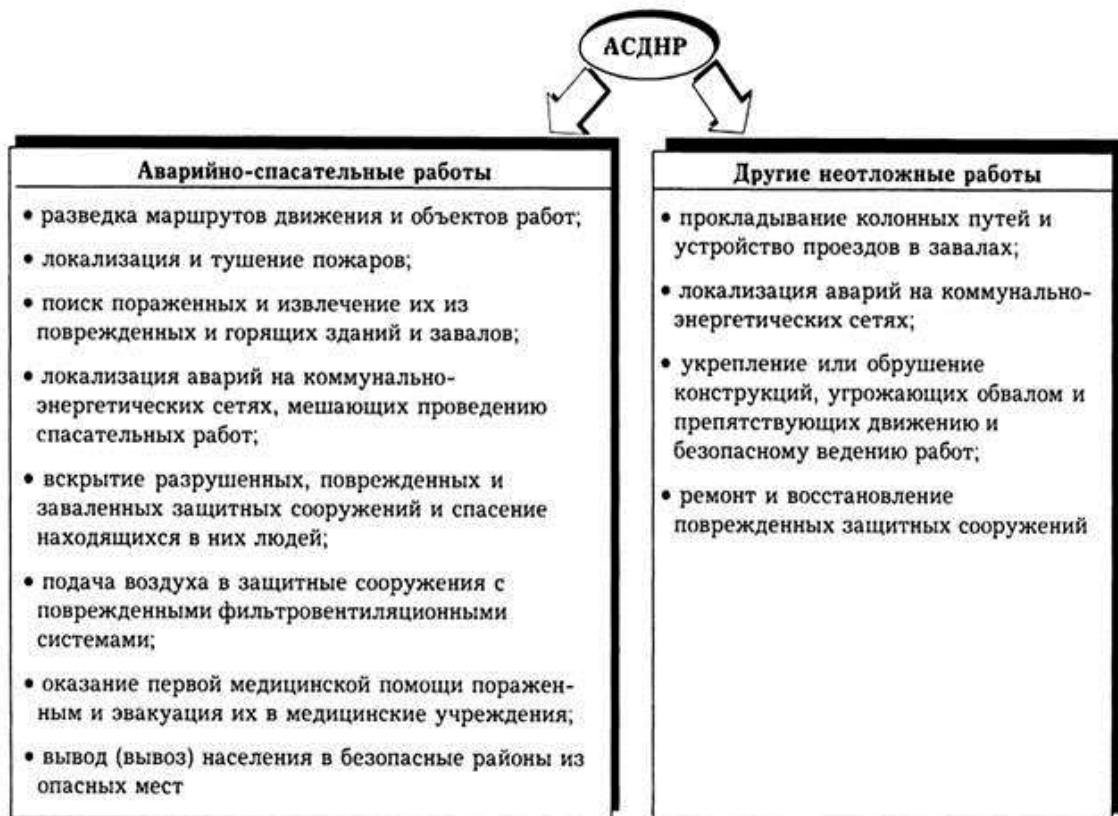 АСДНР
Аварийно-спасательные работы
• разведка маршрутов движения и объектов работ;
• локализация и тушение пожаров;
• поиск пораженных и извлечение их из
поврежденных и горящих зданий и завалов;
• локализация аварий на коммунально-
энергетических сетях, мешающих проведению
спасательных работ;
• вскрытие разрушенных, поврежденных и
заваленных защитных сооружений и спасение
находящихся в них людей;
• подача воздуха в защитные сооружения с
поврежденными фильтровентиляционными
системами;
• оказание первой медицинской помощи поражен-
ным и эвакуация их в медицинские учреждения;
• вывод (вывоз) населения в безопасные районы из
опасных мест
Другие неотложные работы
• прокладывание колонных путей и
устройство проездов в завалах;
• локализация аварий на коммунально-
энергетических сетях;
• укрепление или обрушение
конструкций, угрожающих обвалом и
препятствующих движению и
безопасному ведению работ;
• ремонт и восстановление
поврежденных защитных сооружений